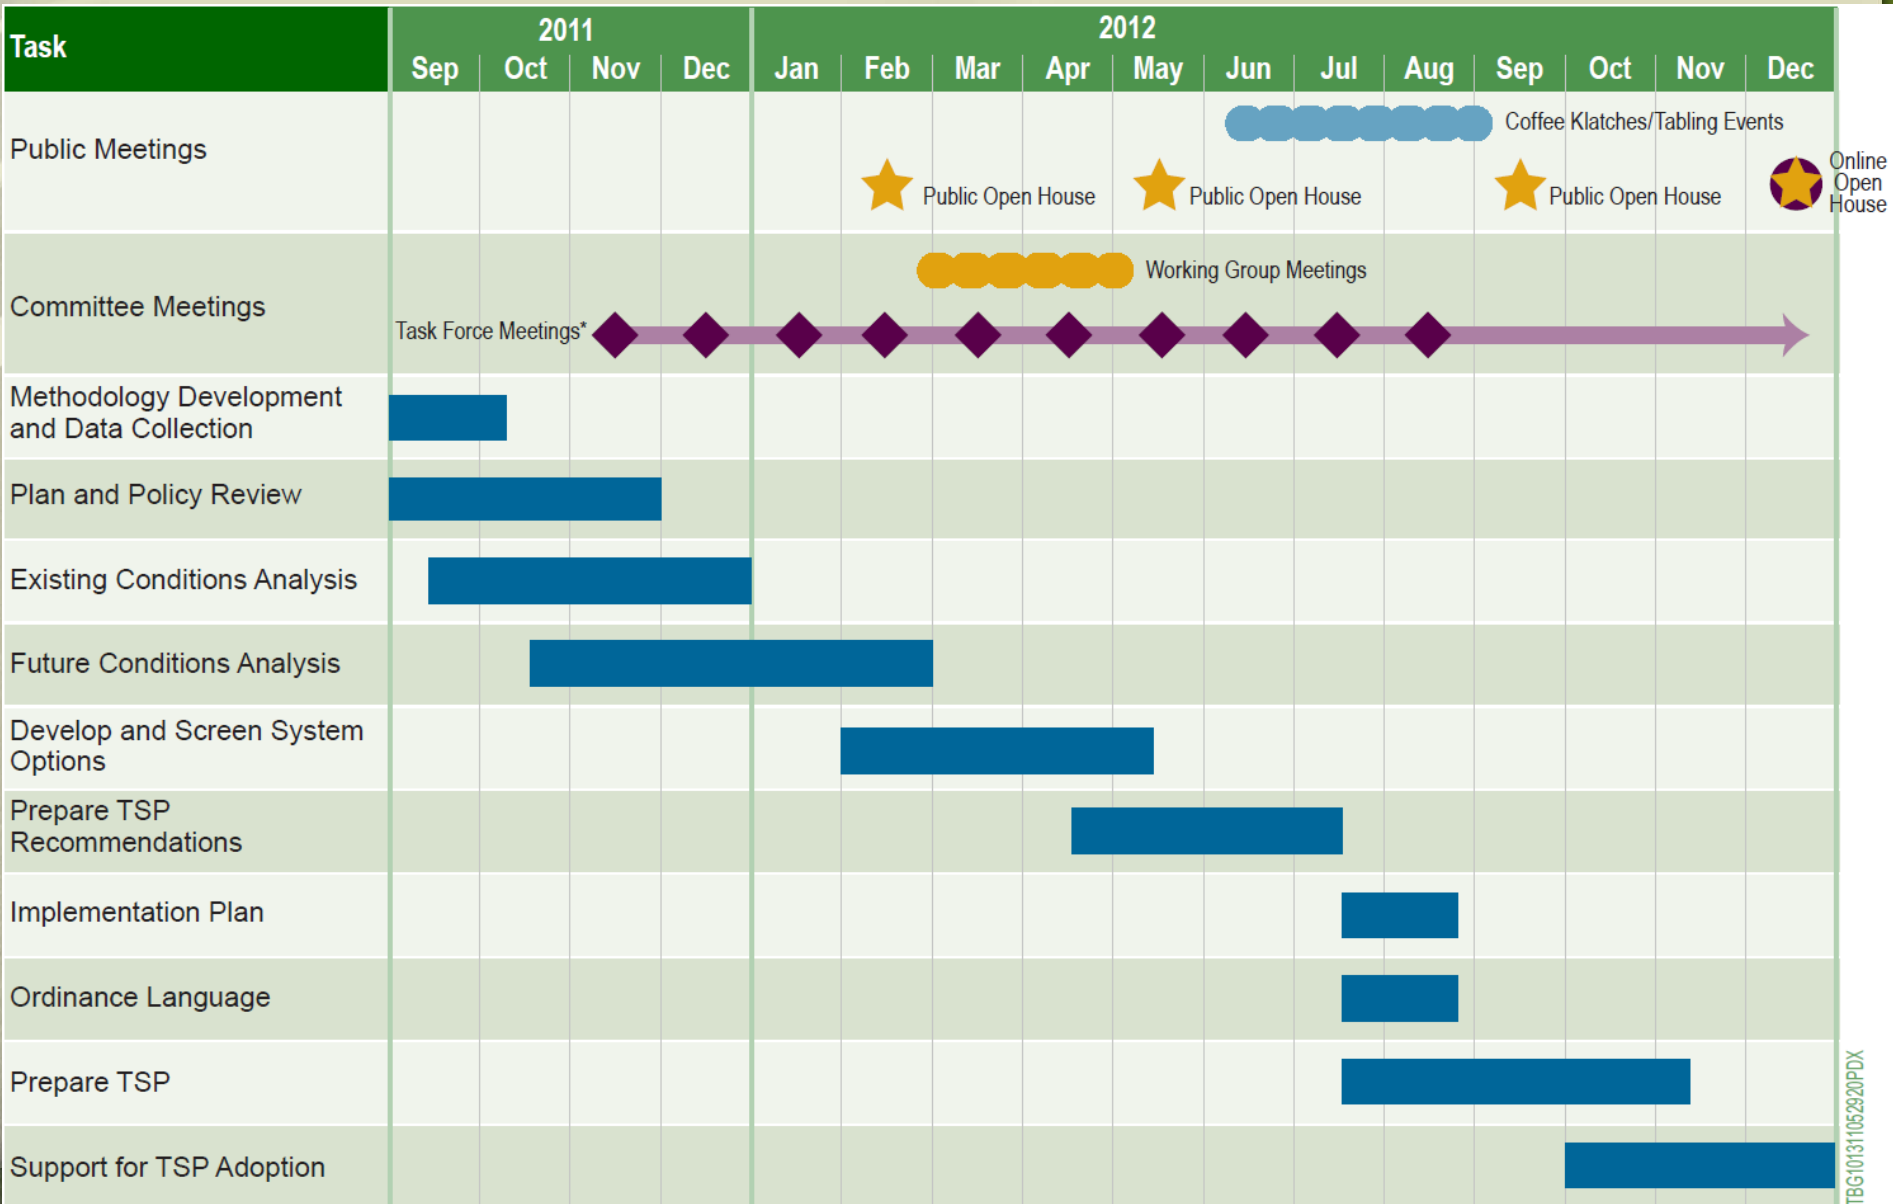 Task
2011
2012
Sep Oct Nov Dec Jan Feb Mar Apr May Jun Jul Aug Sep Oct Nov Dec
Public Meetings
Coffee Klatches/Tabling Events
Public Open House
Public Open House
Public Open House
Online
Open
House
Committee Meetings
Working Group Meetings
Task Force Meetings*
Methodology Development
and Data Collection
Plan and Policy Review
Existing Conditions Analysis
Future Conditions Analysis
Develop and Screen System
Options
Prepare TSP
Recommendations
Implementation Plan
Ordinance Language
Prepare TSP
Support for TSP Adoption
TBG101311052920PDX